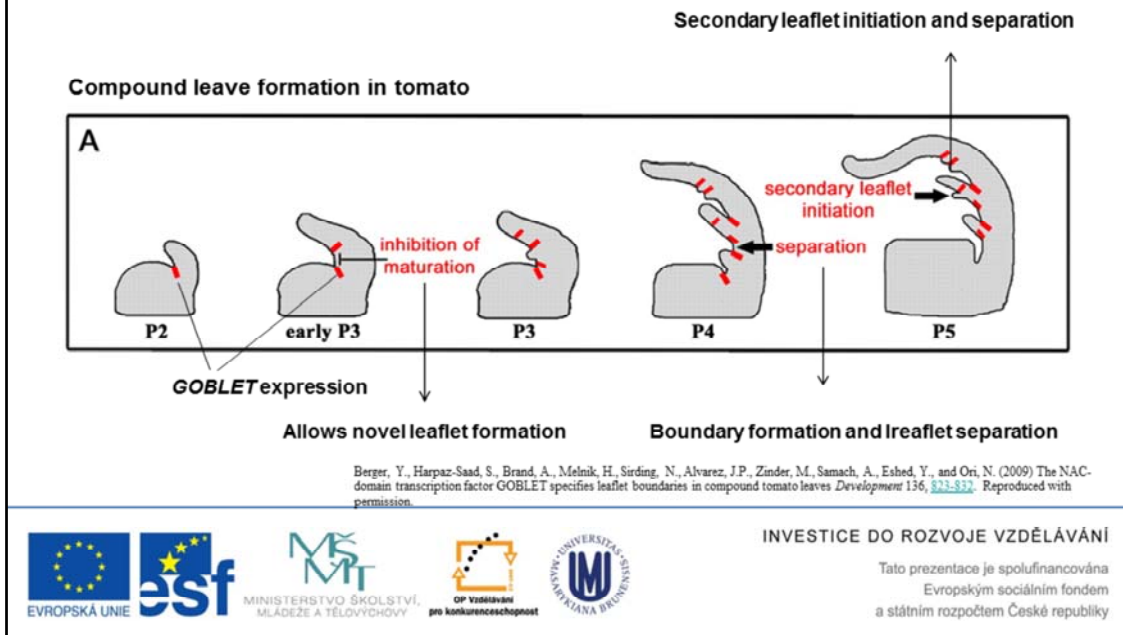 Secondary leaflet initiation and separation
Compound leave formation in tomato
A
secondary leaflet
initiation
inhibition of
maturation
separation
P2
early P3
P3
P4
P5
GOBLET expression
Allows novel leaflet formation
Boundary formation and lreaflet separation
Berger, Y., Harpaz-Saad, S., Brand, A., Melnik, H., Sirding, N., Alvarez, J.P., Zinder, M., Samach, A., Eshed, Y., and Ori, N. (2009) The NAC-
domain transcription factor GOBLET specifies leaflet boundaries in compound tomato leaves Development 136, 823-832. Reproduced with
permission.
EVROPSKÁ UNIE
esf
MŠMT
MINISTERSTVO ŠKOLSTVÍ,
MLÁDEŽE A TĚLOVÝCHOVY
OP Vzdělávání
pro konkurenceschopnost
UNIVERSITAS
MASARYKIANA BRUNENSIS
INVESTICE DO ROZVOJE VZDĚLÁVÁNÍ
Tato prezentace je spolufinancována
Evropským sociálním fondem
a státním rozpočtem České republiky